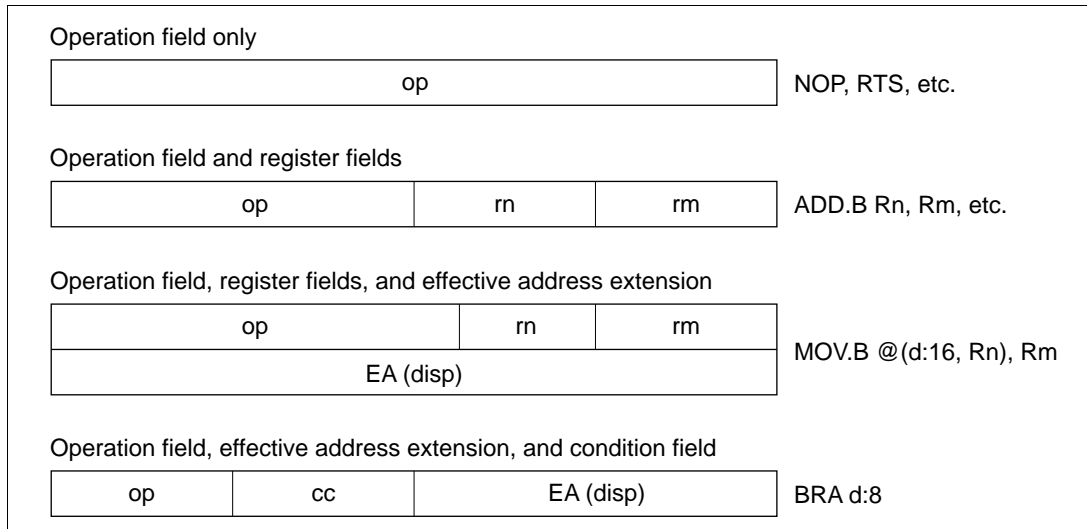 Operation field only
op NOP, RTS, etc.
Operation field and register fields
op rn rm ADD.B Rn, Rm, etc.
Operation field, register fields, and effective address extension
op rn rm
MOV.B @(d:16, Rn), Rm
EA (disp)
Operation field, effective address extension, and condition field
op cc EA (disp) BRA d:8